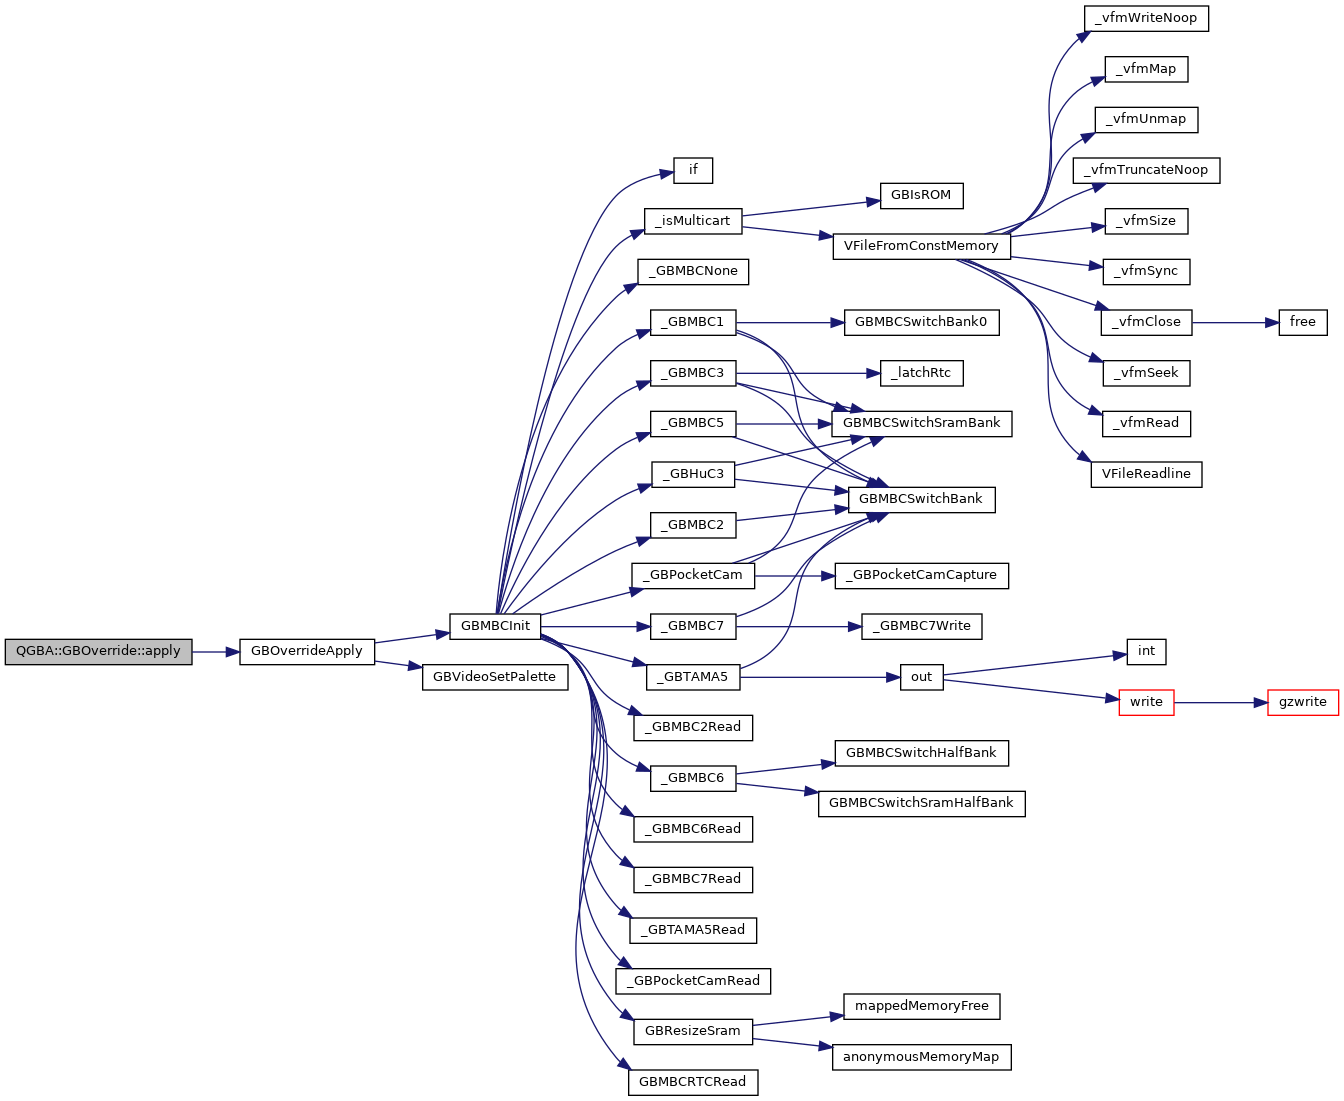 _vfmWriteNoop
_vfmMap
_vfmUnmap
if
_vfmTruncateNoop
GBIsROM
_isMulticart
_vfmSize
VFileFromConstMemory
_GBMBCNone
_vfmSync
_GBMBC1
GBMBCSwitchBank0
_vfmClose
free
_GBMBC3
_latchRtc
_vfmSeek
_GBMBC5
GBMBCSwitchSramBank
_vfmRead
_GBHuC3
VFileReadline
GBMBCSwitchBank
_GBMBC2
_GBPocketCam
_GBPocketCamCapture
GBMBCInit
_GBMBC7
_GBMBC7Write
QGBA::GBOverride::apply
GBOverrideApply
int
GBVideoSetPalette
_GBTAMA5
out
write
gzwrite
_GBMBC2Read
GBMBCSwitchHalfBank
_GBMBC6
GBMBCSwitchSramHalfBank
_GBMBC6Read
_GBMBC7Read
_GBTAMA5Read
_GBPocketCamRead
mappedMemoryFree
GBResizeSram
anonymousMemoryMap
GBMBCRTCRead